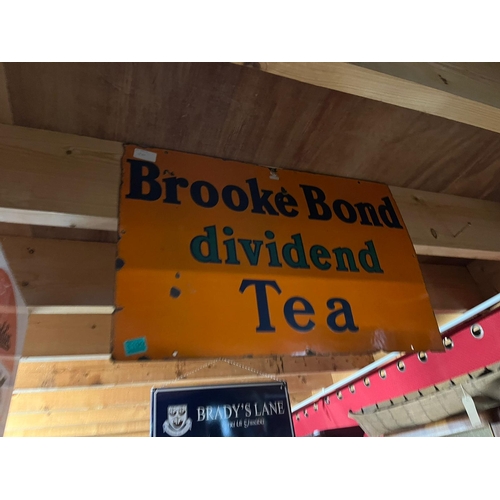 Brooke Bond
dividend
Tea
BRADY'S LANE